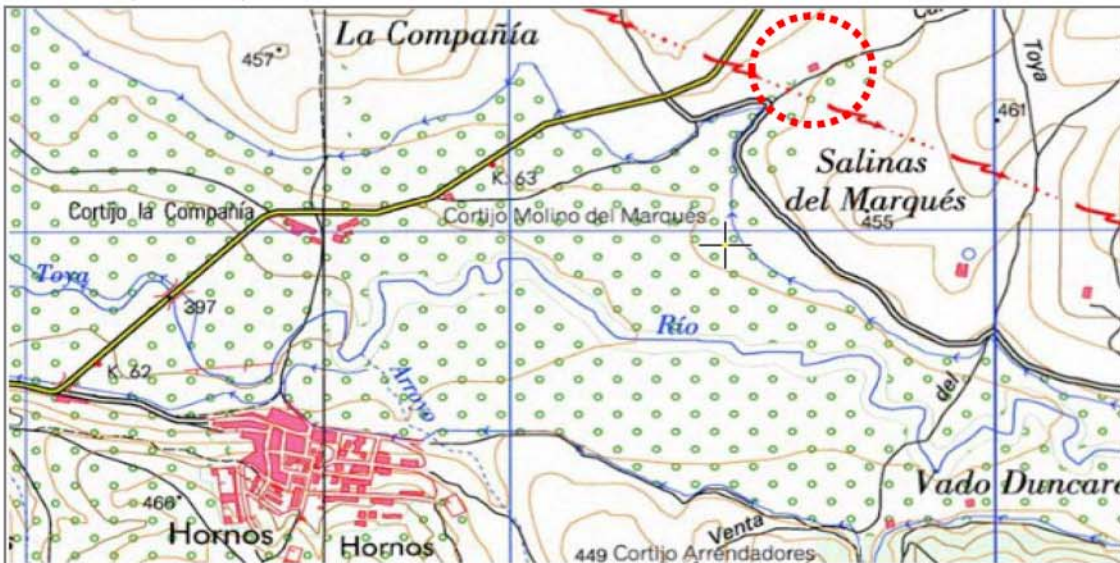 La Compañía
457
Toya
461
K. 63
Salinas
del Marqués
455
Cortijo la Compañía
Cortijo Molino del Marqués
Toya
397
Río
K. 62
Arroyo
del
Vado Duncare
466
Hornos
Hornos
Venta
449 Cortijo Arrendadores